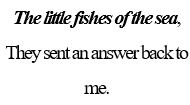 The little fishes of the sea,
They sent an answer back to
me.